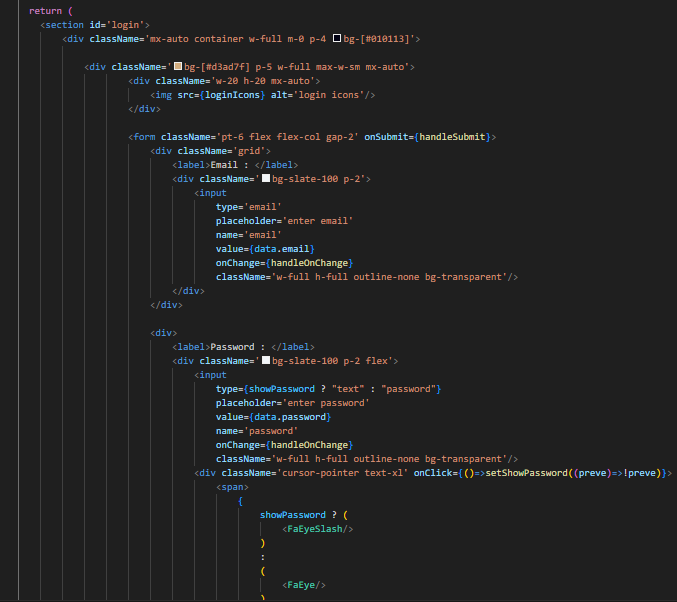 return (
<section id='login'>
<div className='mx-auto container w-full m-0 p-4 bg-[#010113]'>
<div className='bg-[#d3ad7f] p-5 w-full max-w-sm mx-auto'>
<div className='w-20 h-20 mx-auto'>
<img src={loginIcons} alt='login icons'/>
</div>
<form className='pt-6 flex flex-col gap-2' onSubmit={handleSubmit}>
<div className='grid'>
<label>Email : </label>
<div className='bg-slate-100 p-2'>
<input
type='email'
placeholder='enter email'
name='email'
value={data.email}
onChange={handleOnChange}
className='w-full h-full outline-none bg-transparent'/>
</div>
</div>
<div>
<label>Password : </label>
<div className='bg-slate-100 p-2 flex'>
<input
type={showPassword ? "text" : "password"}
placeholder='enter password'
value={data.password}
name='password'
onChange={handleOnChange}
className='w-full h-full outline-none bg-transparent'/>
<div className='cursor-pointer text-xl' onClick={()=>setShowPassword((preve)=>!preve)}>
<span>
{
showPassword ? (
<FaEyeSlash/>
)
:
(
<FaEye/>
)